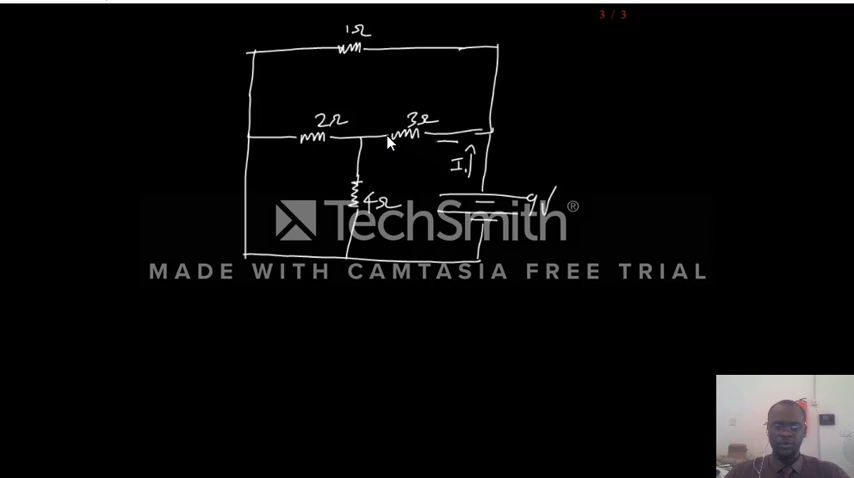 3 / 3
1Ω
2Ω
3Ω
I₁
4Ω
9V
TechSmith®
MADE WITH CAMTASIA FREE TRIAL